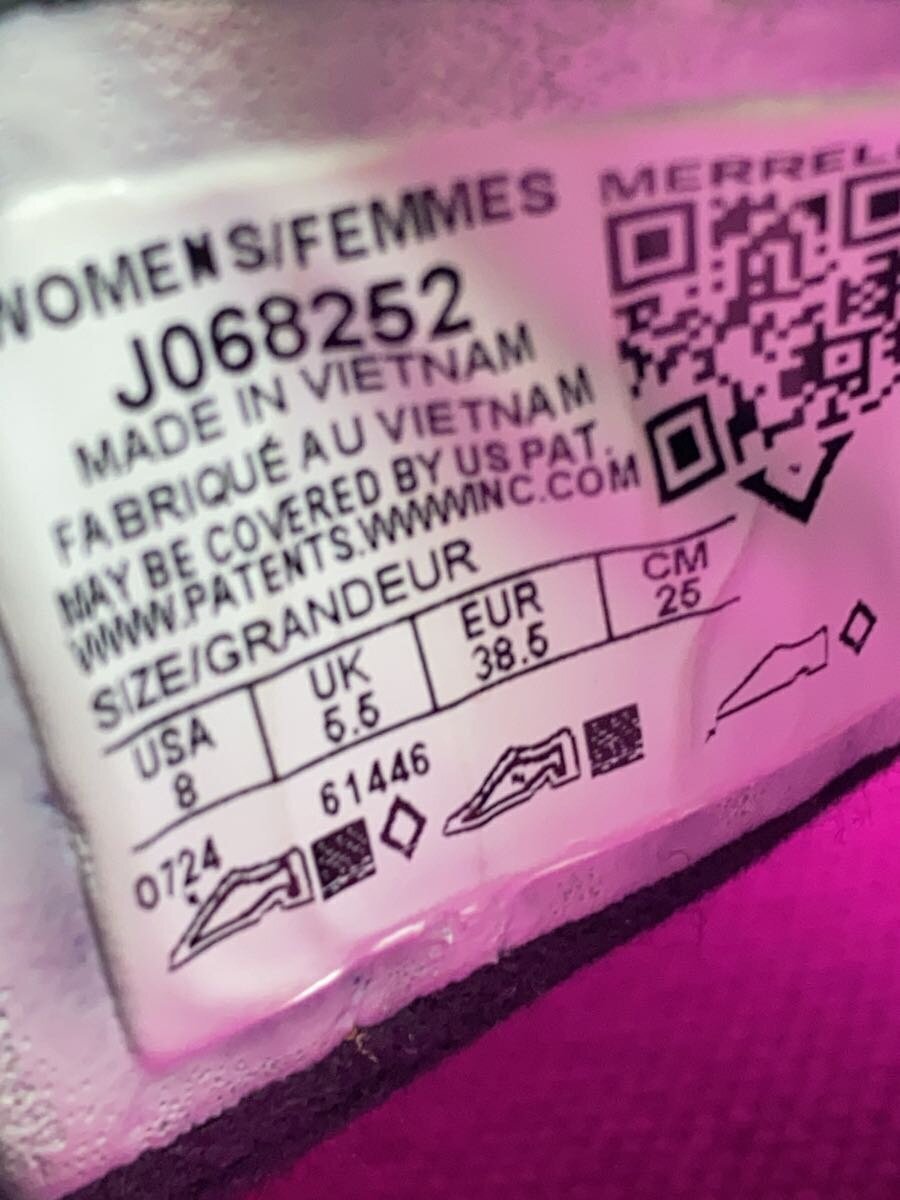 WOMENS/FEMMES
MERRELL
J068252
MADE IN VIETNAM
FABRIQUÉ AU VIETNAM
MAY BE COVERED BY US PAT.
WWW.PATENTS.WWWINC.COM
SIZE/GRANDEUR
USA UK EUR CM
8 5.5 38.5 25
0724 61446